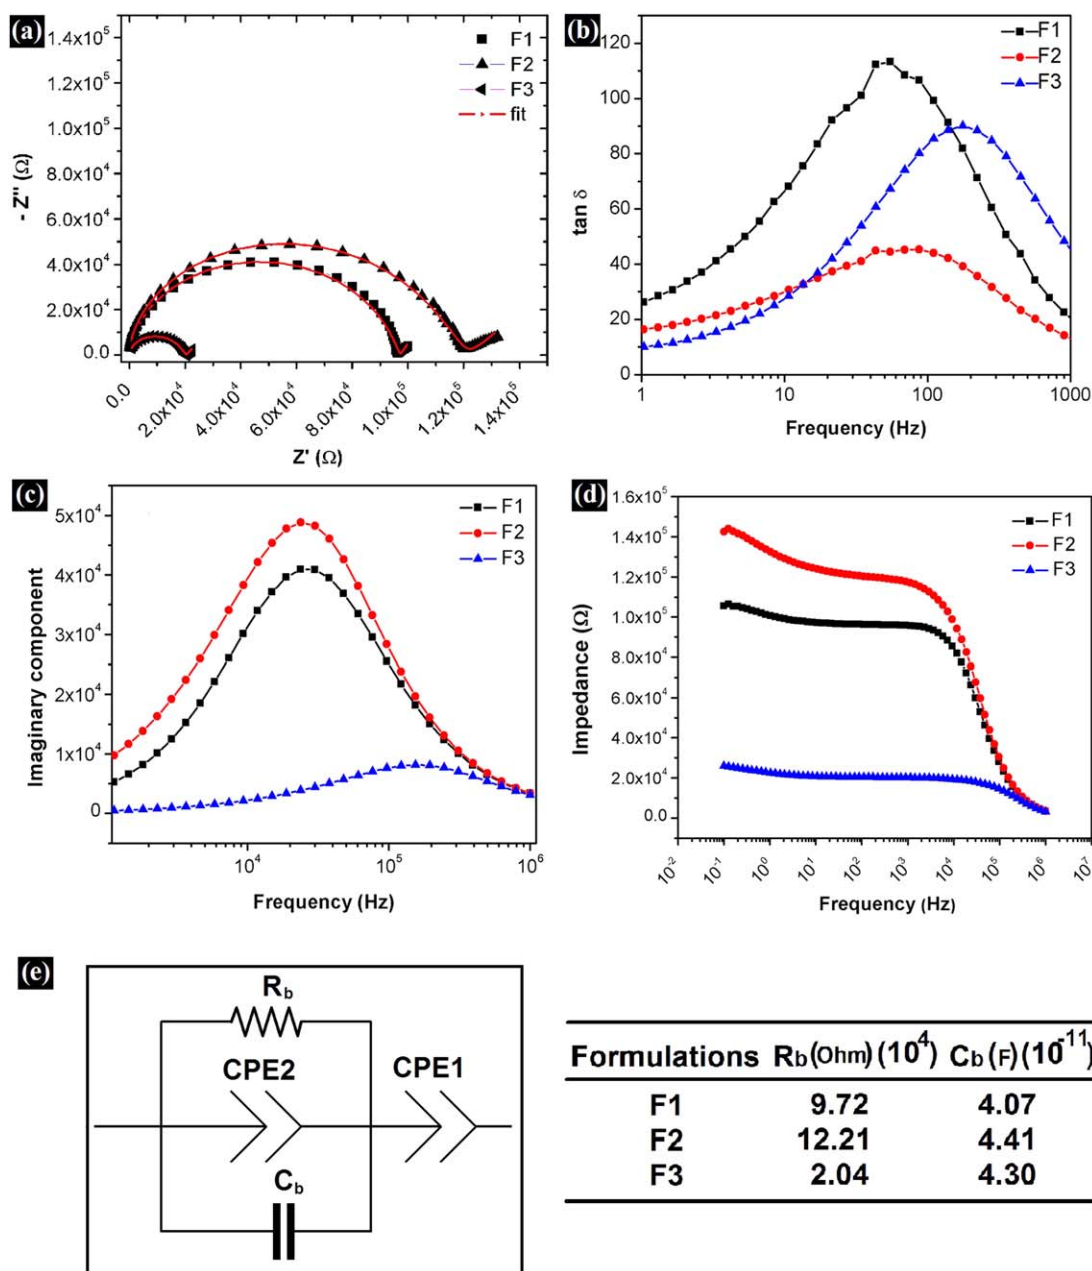 (a)
1.4x10⁵
1.2x10⁵
1.0x10⁵
8.0x10⁴
6.0x10⁴
4.0x10⁴
2.0x10⁴
0.0
- Z'' (Ω)
F1
F2
F3
fit
0.0
2.0x10⁴
4.0x10⁴
6.0x10⁴
8.0x10⁴
1.0x10⁵
1.2x10⁵
1.4x10⁵
Z' (Ω)
(b)
120
100
80
60
40
20
0
tan δ
F1
F2
F3
1 10 100 1000
Frequency (Hz)
(c)
5x10⁴
4x10⁴
3x10⁴
2x10⁴
1x10⁴
0
Imaginary component
F1
F2
F3
10⁴ 10⁵ 10⁶
Frequency (Hz)
(d)
1.6x10⁵
1.4x10⁵
1.2x10⁵
1.0x10⁵
8.0x10⁴
6.0x10⁴
4.0x10⁴
2.0x10⁴
0.0
Impedance (Ω)
F1
F2
F3
10⁻² 10⁻¹ 10⁰ 10¹ 10² 10³ 10⁴ 10⁵ 10⁶ 10⁷
Frequency (Hz)
(e)
Rb
CPE2 CPE1
Cb
Formulations Rb(Ohm)(10⁴) Cb(F)(10⁻¹¹)
F1 9.72 4.07
F2 12.21 4.41
F3 2.04 4.30